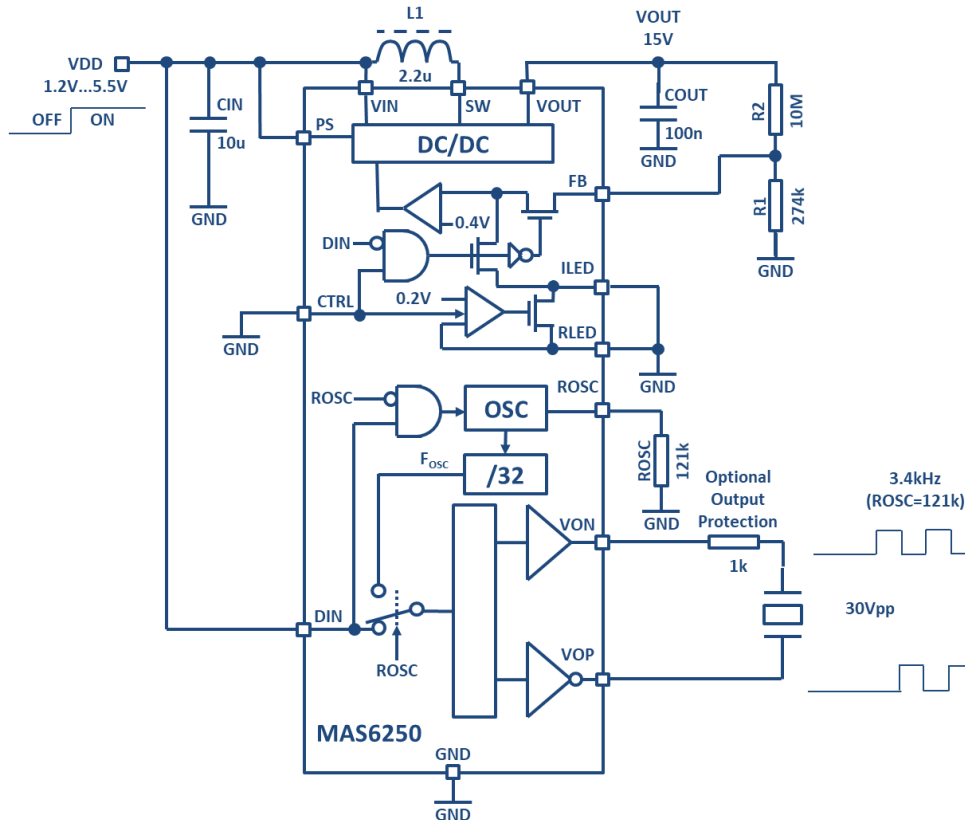 L1
VDD
1.2V...5.5V
OFF
ON
CIN
10u
GND
2.2u
VOUT
15V
VIN
SW
VOUT
COUT
100n
GND
R2
10M
PS
DC/DC
FB
R1
274k
GND
0.4V
DIN
ILED
CTRL
0.2V
GND
RLED
GND
ROSC
OSC
ROSC
ROSC
121k
GND
FOSC
/32
Optional
Output
Protection
3.4kHz
(ROSC=121k)
VON
1k
30Vpp
DIN
ROSC
VOP
MAS6250
GND
GND